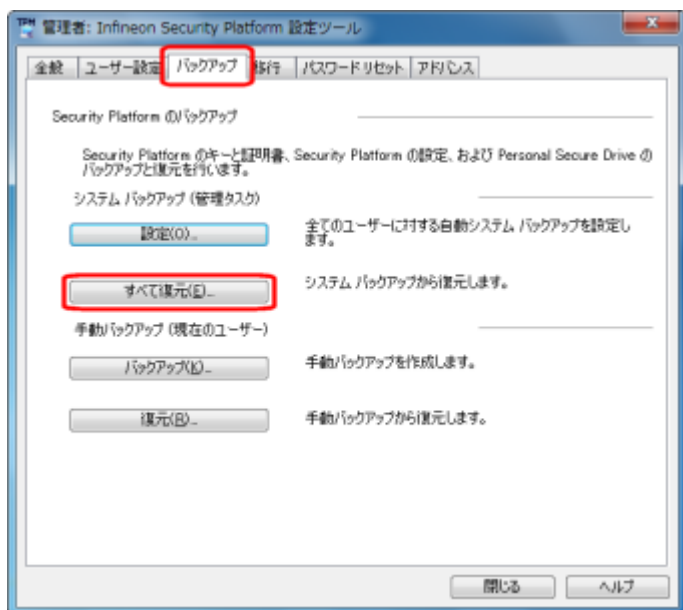 管理者: Infineon Security Platform 設定ツール
全般 ユーザー設定 バックアップ 移行 パスワード リセット アドバンス
Security Platform のバックアップ
Security Platform のキーと証明書、Security Platform の設定、および Personal Secure Drive の
バックアップと復元を行います。
システム バックアップ (管理タスク)
設定(O)...
全てのユーザーに対する自動システム バックアップを設定し
ます。
すべて復元(E)...
システム バックアップから復元します。
手動バックアップ (現在のユーザー)
バックアップ(K)...
手動バックアップを作成します。
復元(R)...
手動バックアップから復元します。
閉じる ヘルプ